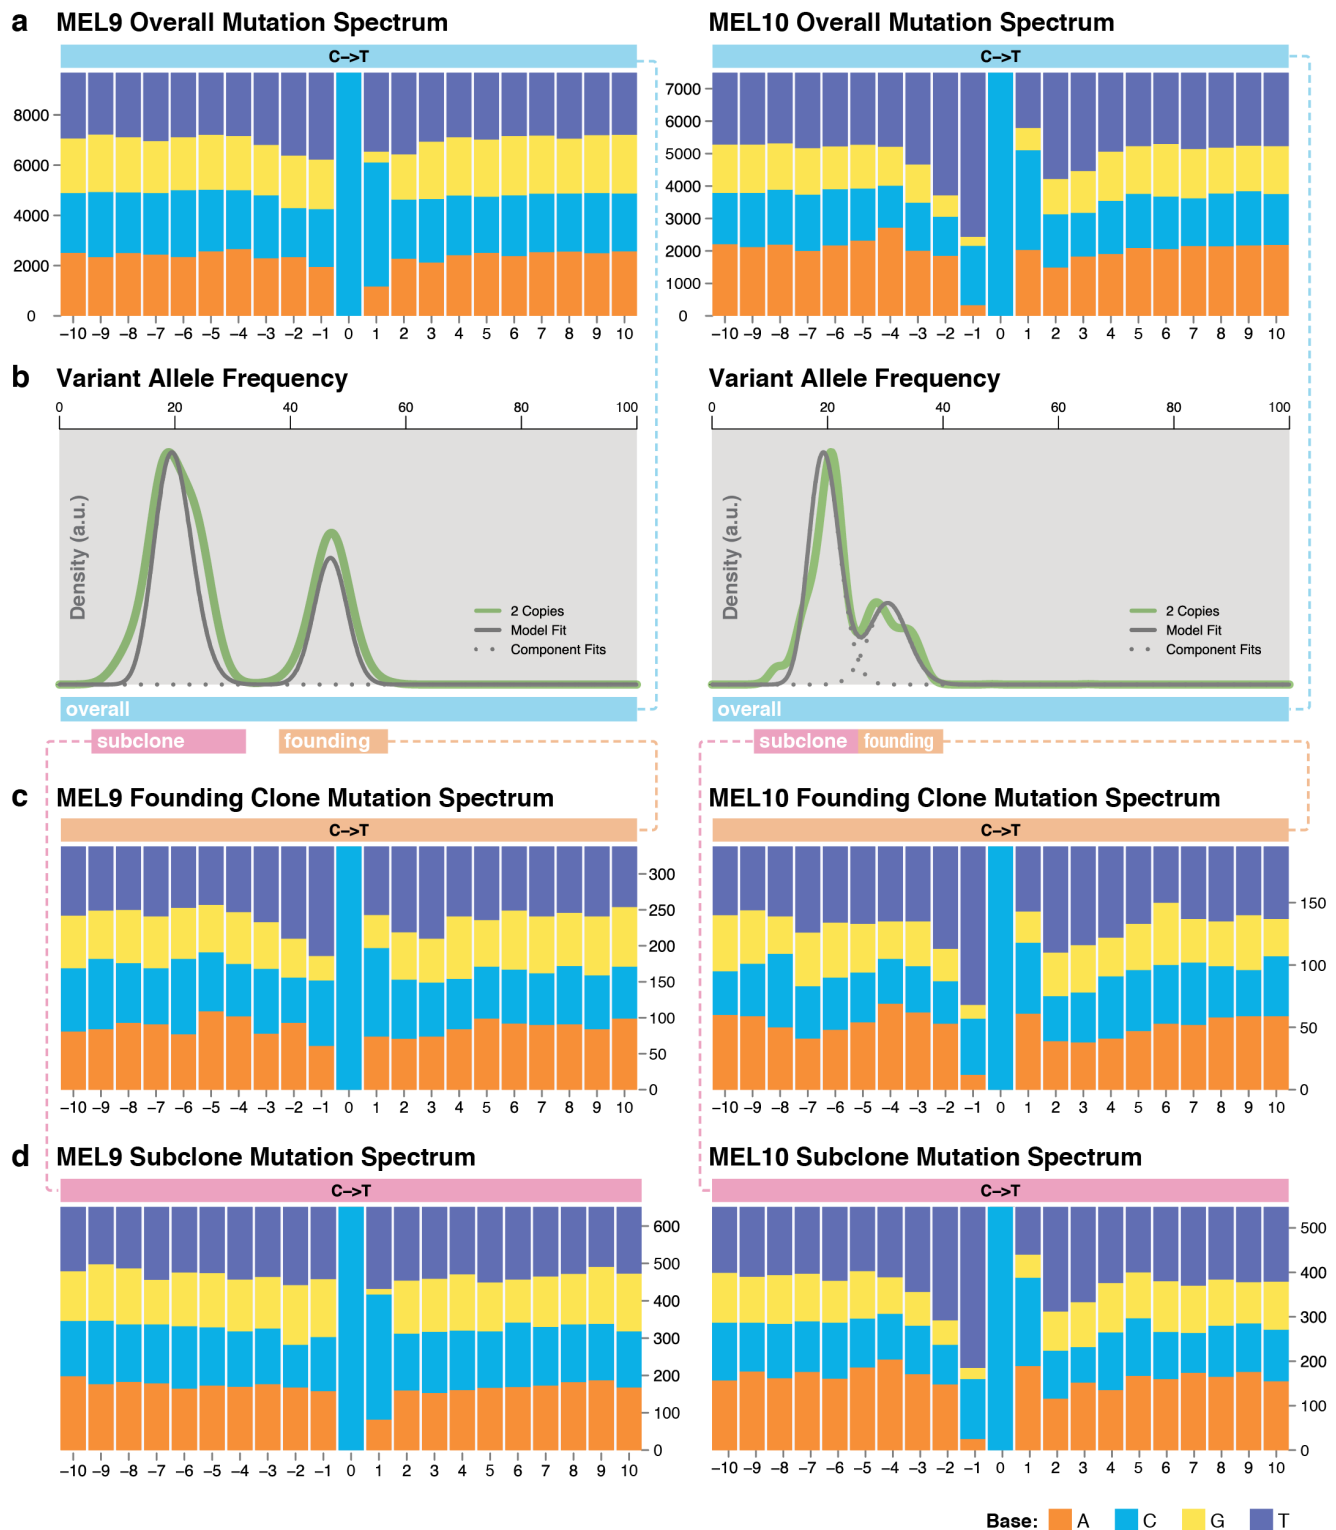 a MEL9 Overall Mutation Spectrum
C–>T
8000
6000
4000
2000
0
−10 −9 −8 −7 −6 −5 −4 −3 −2 −1 0 1 2 3 4 5 6 7 8 9 10
MEL10 Overall Mutation Spectrum
C–>T
7000
6000
5000
4000
3000
2000
1000
0
−10 −9 −8 −7 −6 −5 −4 −3 −2 −1 0 1 2 3 4 5 6 7 8 9 10
b Variant Allele Frequency
0 20 40 60 80 100
Density (a.u.)
2 Copies
Model Fit
Component Fits
overall
subclone founding
Variant Allele Frequency
0 20 40 60 80 100
Density (a.u.)
2 Copies
Model Fit
Component Fits
overall
subclone founding
c MEL9 Founding Clone Mutation Spectrum
C–>T
300
250
200
150
100
50
0
−10 −9 −8 −7 −6 −5 −4 −3 −2 −1 0 1 2 3 4 5 6 7 8 9 10
MEL10 Founding Clone Mutation Spectrum
C–>T
150
100
50
0
−10 −9 −8 −7 −6 −5 −4 −3 −2 −1 0 1 2 3 4 5 6 7 8 9 10
d MEL9 Subclone Mutation Spectrum
C–>T
600
500
400
300
200
100
0
−10 −9 −8 −7 −6 −5 −4 −3 −2 −1 0 1 2 3 4 5 6 7 8 9 10
MEL10 Subclone Mutation Spectrum
C–>T
500
400
300
200
100
0
−10 −9 −8 −7 −6 −5 −4 −3 −2 −1 0 1 2 3 4 5 6 7 8 9 10
Base: A C G T